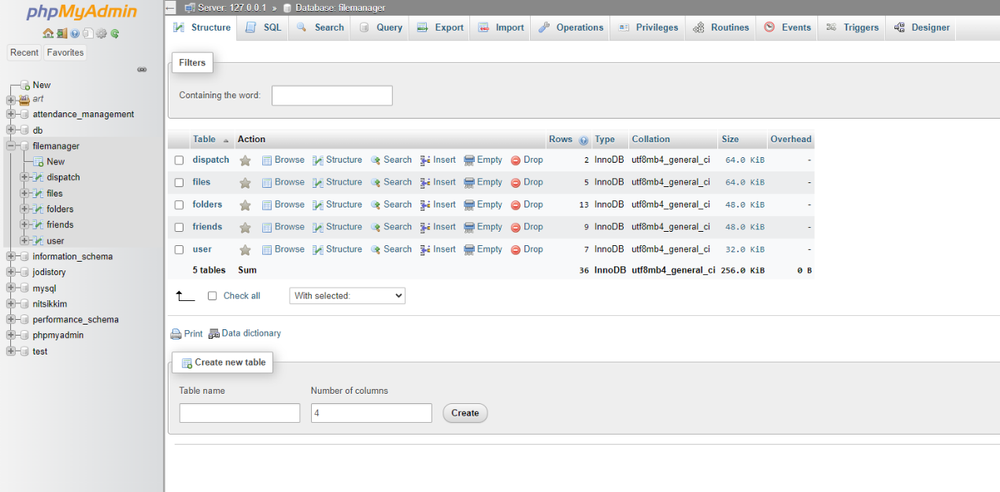 phpMyAdmin
Recent Favorites
New
art
attendance_management
db
filemanager
New
dispatch
files
folders
friends
user
information_schema
jodistory
mysql
nitsikkim
performance_schema
phpmyadmin
test
Server: 127.0.0.1 » Database: filemanager
Structure SQL Search Query Export Import Operations Privileges Routines Events Triggers Designer
Filters
Containing the word:
Table Action Rows Type Collation Size Overhead
dispatch Browse Structure Search Insert Empty Drop 2 InnoDB utf8mb4_general_ci 64.0 KiB -
files Browse Structure Search Insert Empty Drop 5 InnoDB utf8mb4_general_ci 64.0 KiB -
folders Browse Structure Search Insert Empty Drop 13 InnoDB utf8mb4_general_ci 48.0 KiB -
friends Browse Structure Search Insert Empty Drop 9 InnoDB utf8mb4_general_ci 48.0 KiB -
user Browse Structure Search Insert Empty Drop 7 InnoDB utf8mb4_general_ci 32.0 KiB -
5 tables Sum 36 InnoDB utf8mb4_general_ci 256.0 KiB 0 B
Check all With selected:
Print Data dictionary
Create new table
Table name Number of columns
4 Create